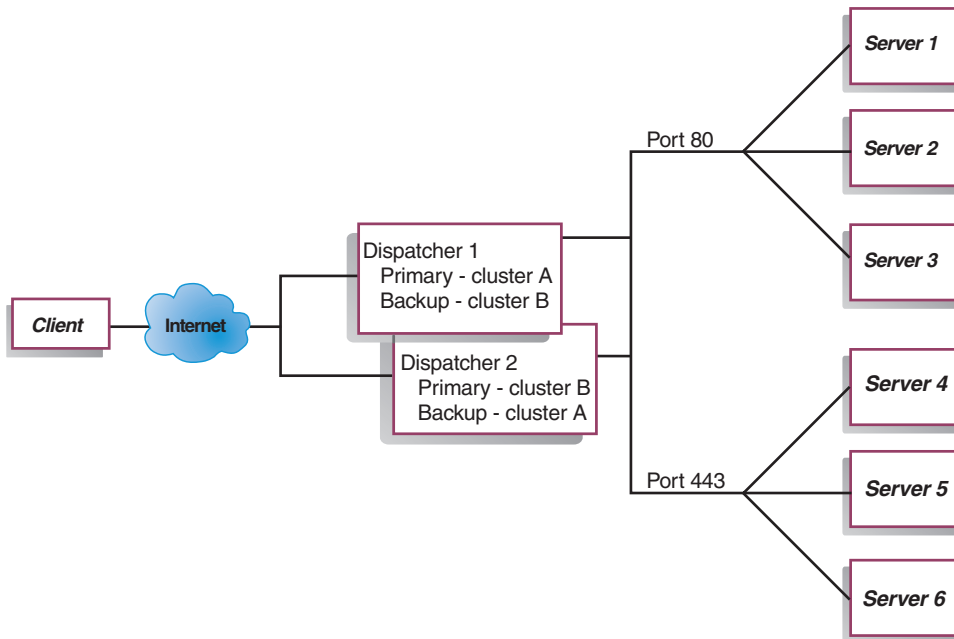 Client
Internet
Dispatcher 1
Primary - cluster A
Backup - cluster B
Dispatcher 2
Primary - cluster B
Backup - cluster A
Port 80
Server 1
Server 2
Server 3
Port 443
Server 4
Server 5
Server 6